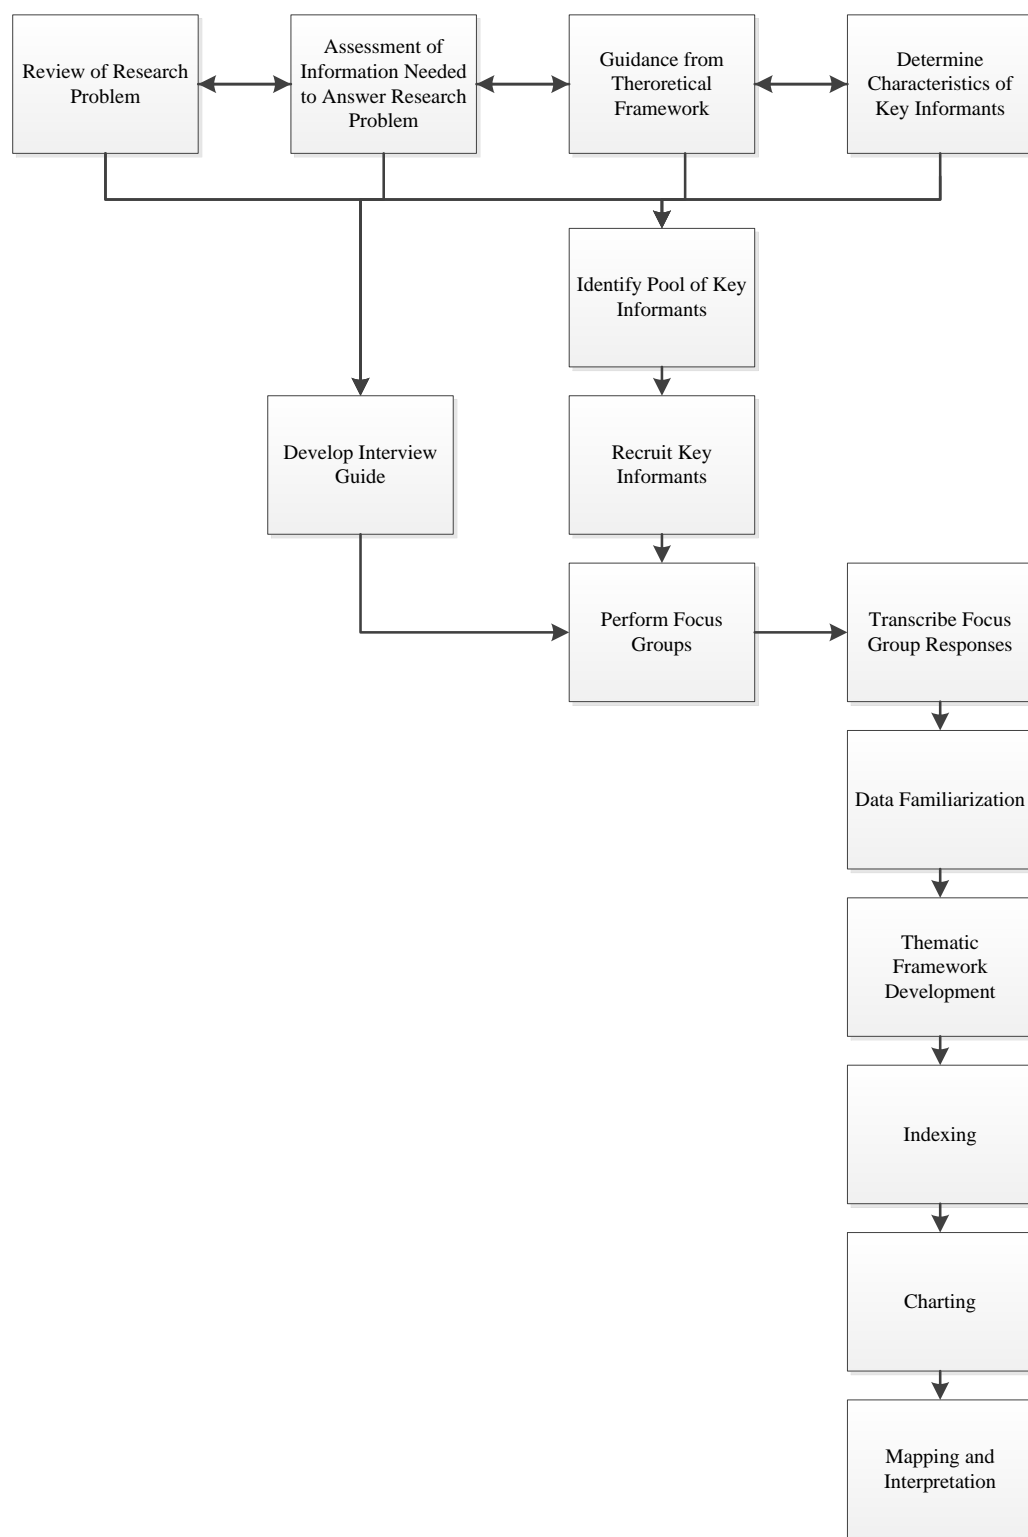 Review of Research
Problem
Assessment of
Information Needed
to Answer Research
Problem
Guidance from
Theroretical
Framework
Determine
Characteristics of
Key Informants
Identify Pool of Key
Informants
Develop Interview
Guide
Recruit Key
Informants
Perform Focus
Groups
Transcribe Focus
Group Responses
Data Familiarization
Thematic
Framework
Development
Indexing
Charting
Mapping and
Interpretation